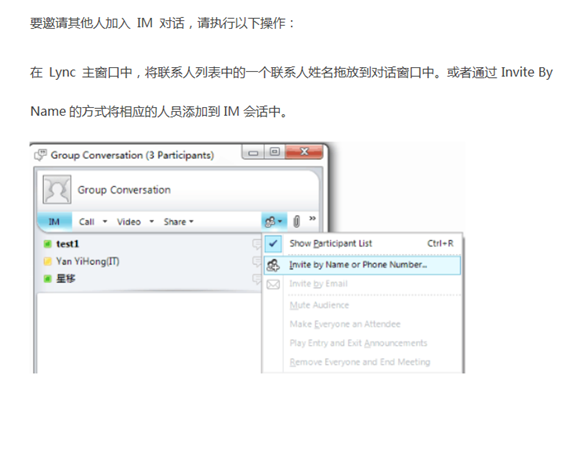 要邀请其他人加入 IM 对话，请执行以下操作：
在 Lync 主窗口中，将联系人列表中的一个联系人姓名拖放到对话窗口中。或者通过 Invite By
Name 的方式将相应的人员添加到 IM 会话中。
Group Conversation (3 Participants)
Group Conversation
IM Call Video Share
test1
Yan YiHong(IT)
星移
Show Participant List Ctrl+R
Invite by Name or Phone Number...
Invite by Email
Mute Audience
Make Everyone an Attendee
Play Entry and Exit Announcements
Remove Everyone and End Meeting